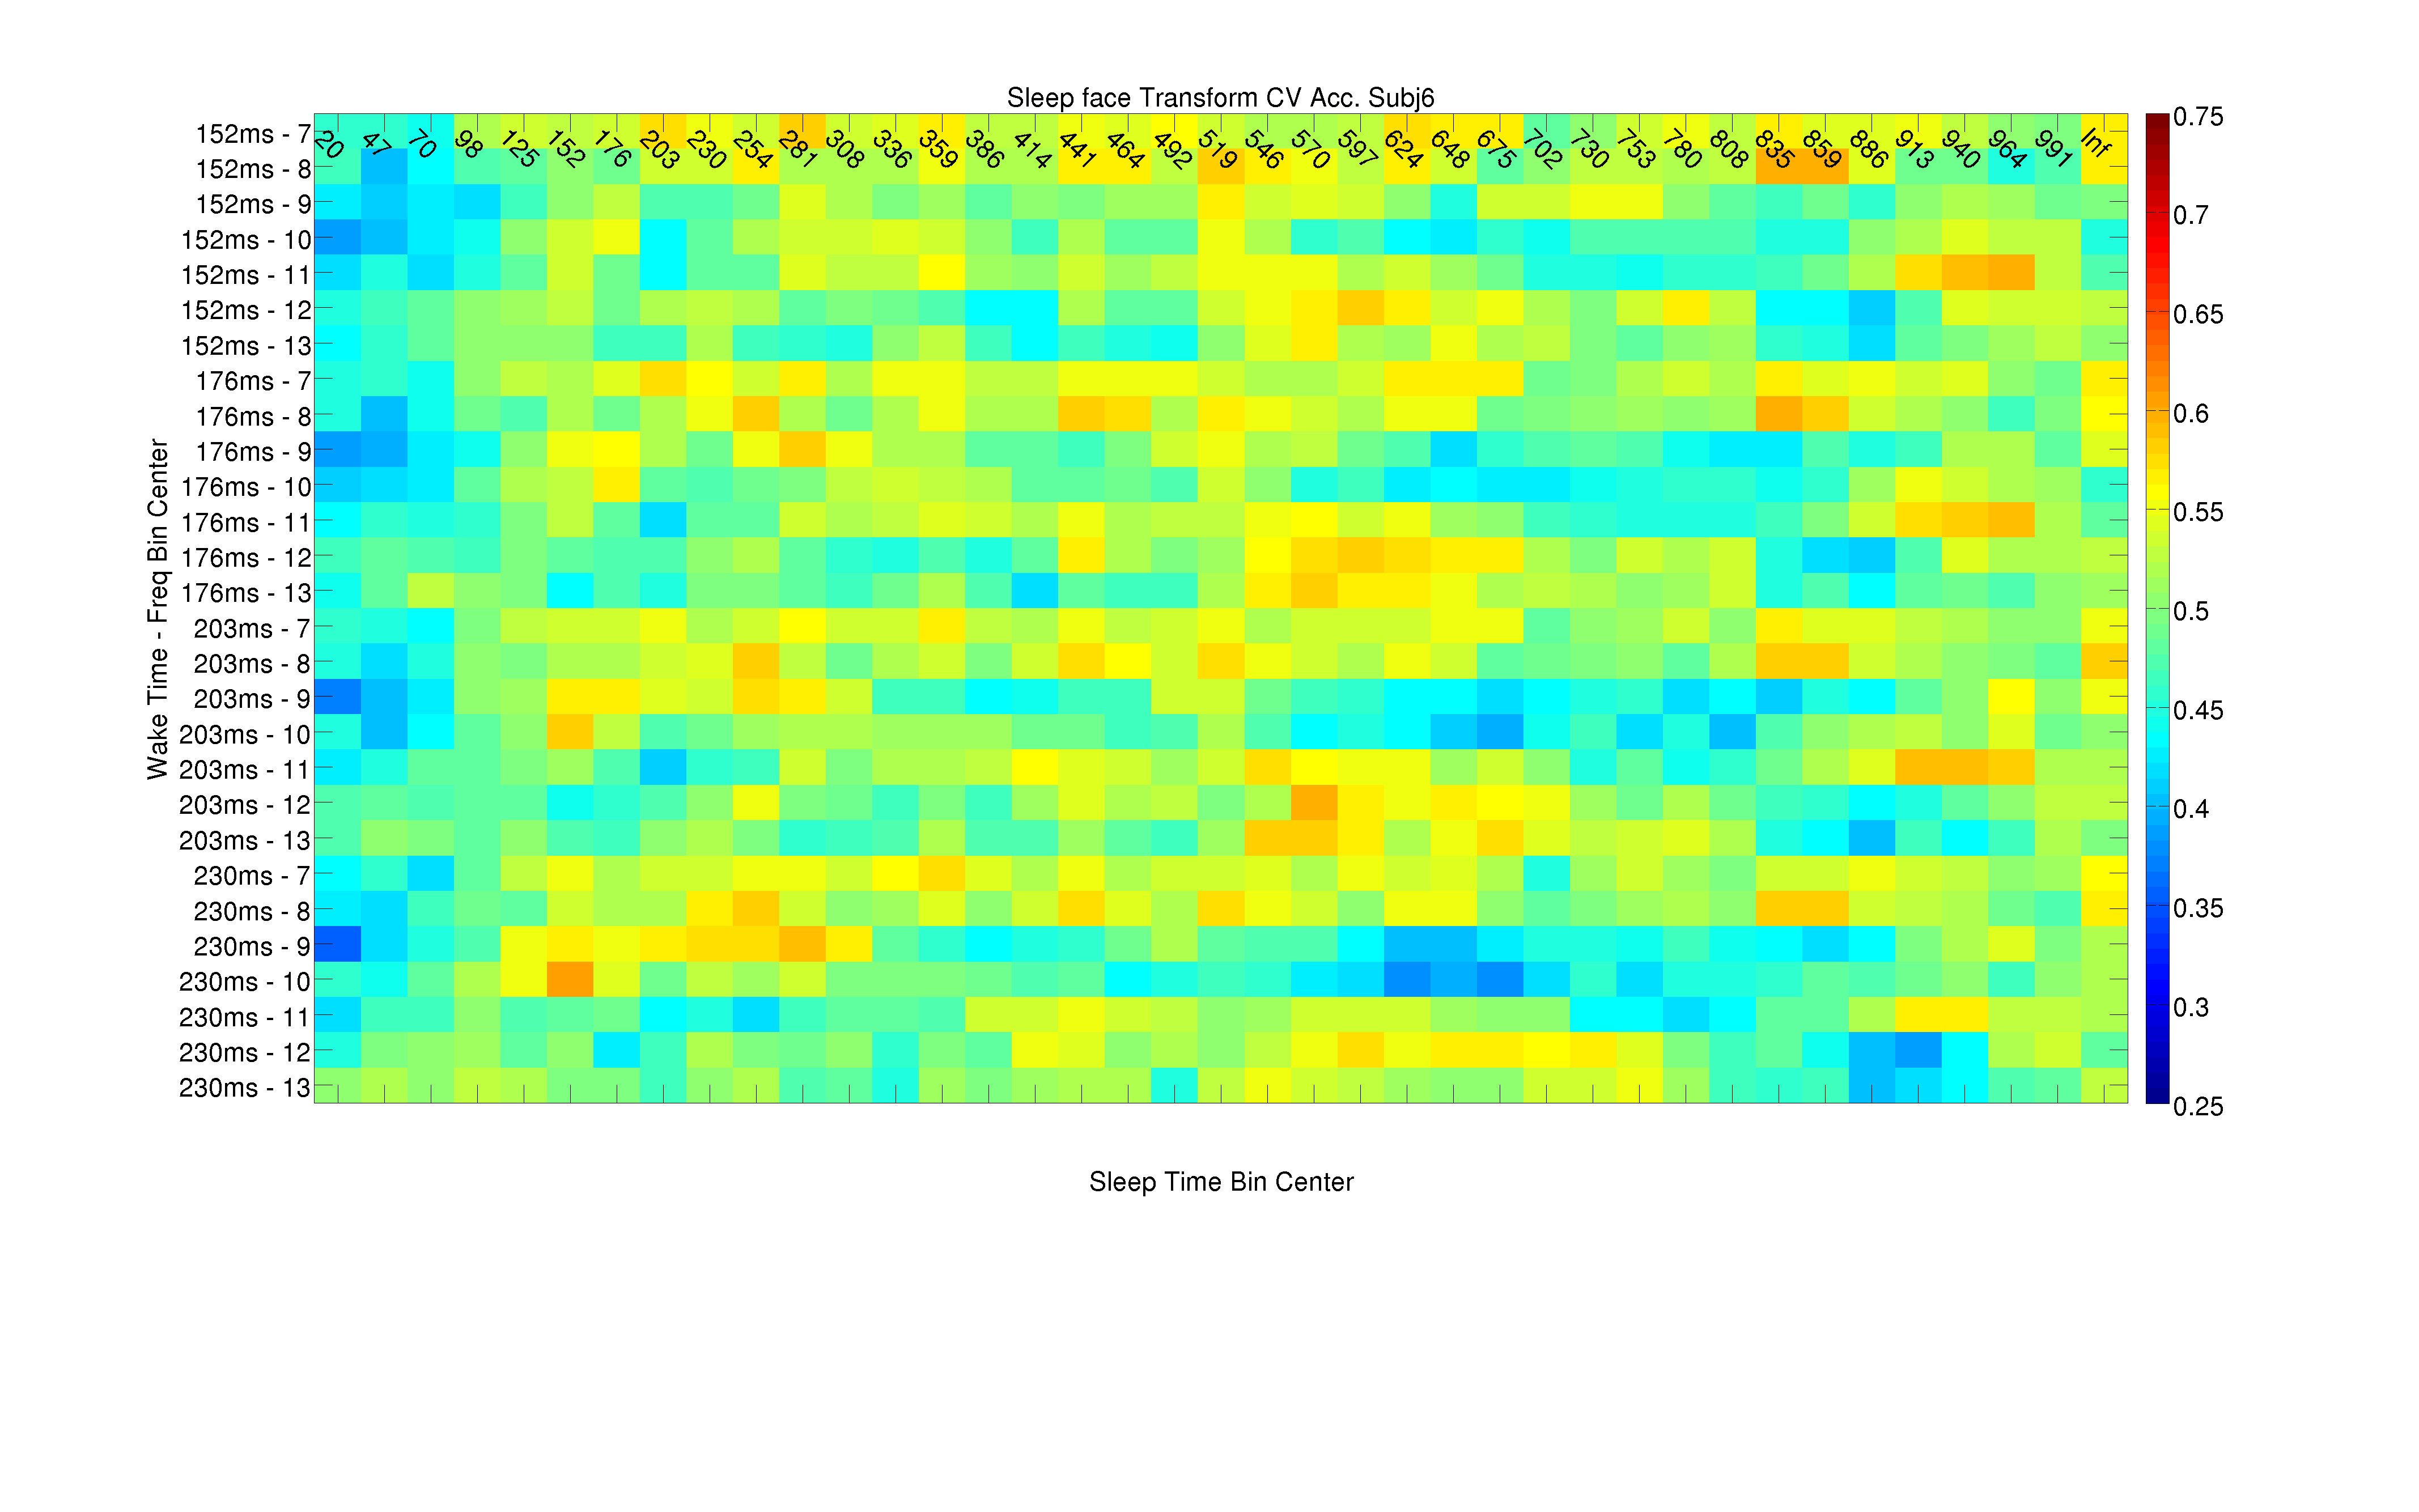 Sleep face Transform CV Acc. Subj6
20 47 70 98 125 152 176 203 230 254 281 308 336 359 386 414 441 464 492 519 546 570 597 624 648 675 702 730 753 780 808 835 859 886 913 940 964 991 Inf
Wake Time - Freq Bin Center
152ms - 7
152ms - 8
152ms - 9
152ms - 10
152ms - 11
152ms - 12
152ms - 13
176ms - 7
176ms - 8
176ms - 9
176ms - 10
176ms - 11
176ms - 12
176ms - 13
203ms - 7
203ms - 8
203ms - 9
203ms - 10
203ms - 11
203ms - 12
203ms - 13
230ms - 7
230ms - 8
230ms - 9
230ms - 10
230ms - 11
230ms - 12
230ms - 13
0.75
0.7
0.65
0.6
0.55
0.5
0.45
0.4
0.35
0.3
0.25
Sleep Time Bin Center